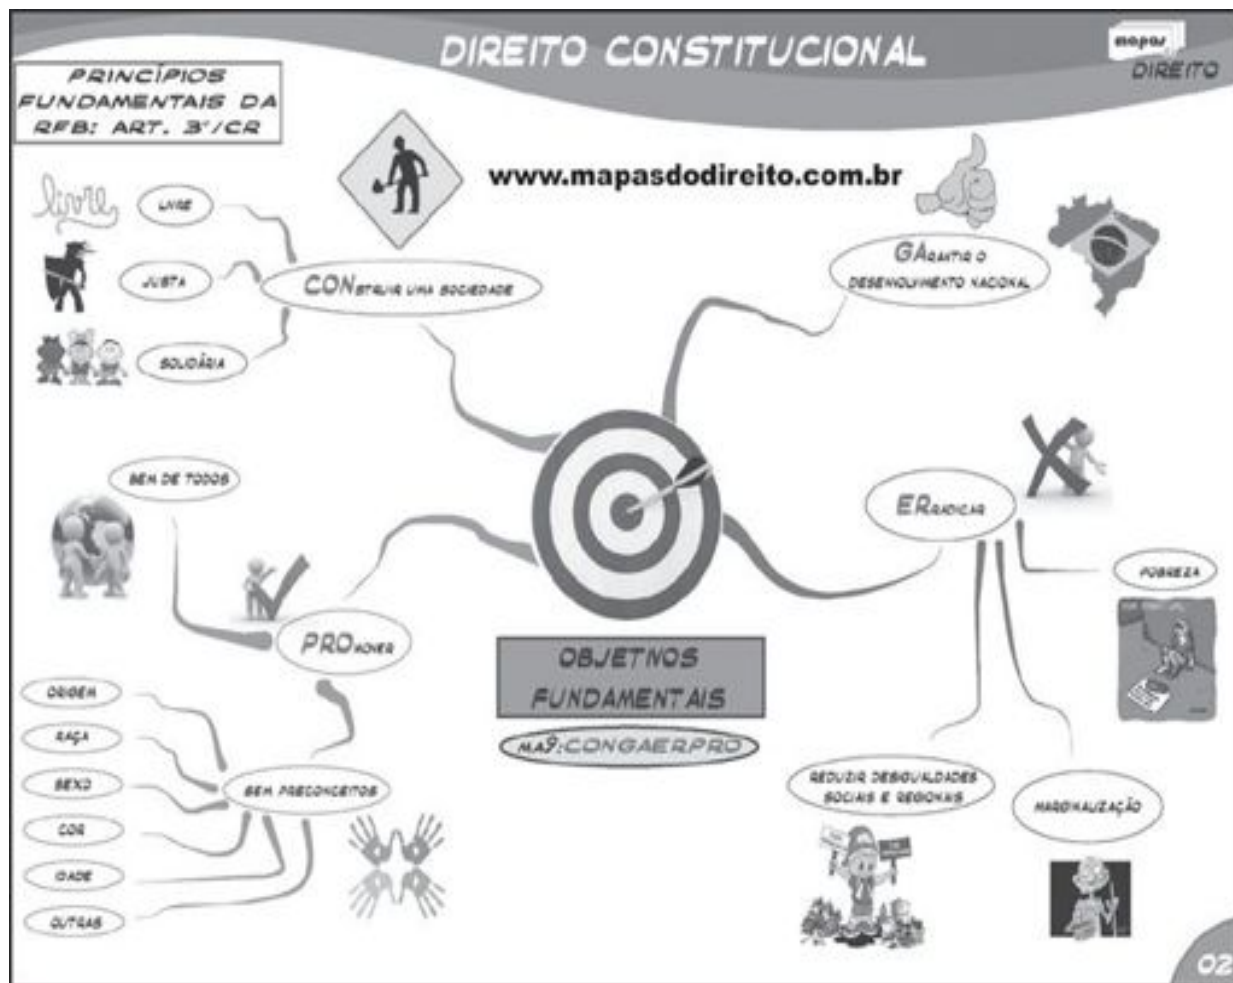 DIREITO CONSTITUCIONAL
mapas
DIREITO
PRINCÍPIOS
FUNDAMENTAIS DA
RFB: ART. 3º/CR
www.mapasdodireito.com.br
livre
LIVRE
JUSTA
SOLIDÁRIA
CONSTRUIR UMA SOCIEDADE
GARANTIR O
DESENVOLVIMENTO NACIONAL
BEM DE TODOS
ERRADICAR
POBREZA
PROMOVER
OBJETIVOS
FUNDAMENTAIS
MA9:CONGAERPRO
ORIGEM
RAÇA
SEXO
COR
IDADE
OUTRAS
SEM PRECONCEITOS
REDUZIR DESIGUALDADES
SOCIAIS E REGIONAIS
MARGINALIZAÇÃO
02